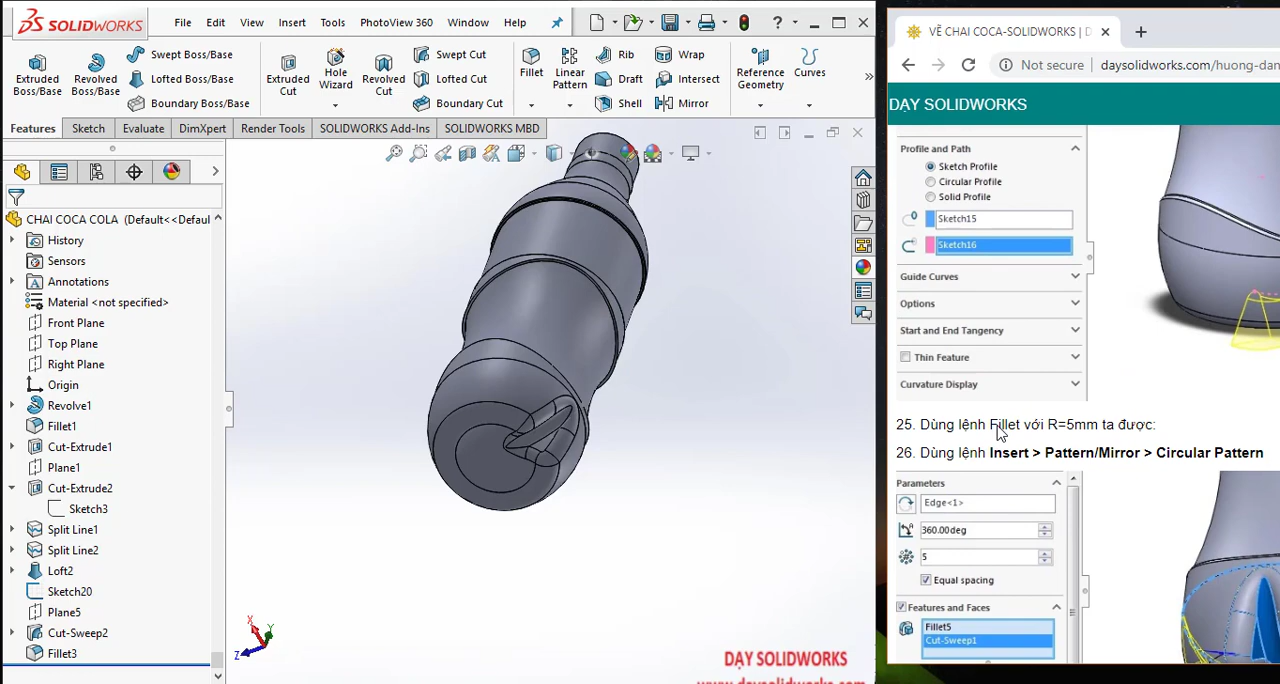 SOLIDWORKS
File Edit View Insert Tools PhotoView 360 Window Help
Extruded Boss/Base
Revolved Boss/Base
Swept Boss/Base
Lofted Boss/Base
Boundary Boss/Base
Extruded Cut
Hole Wizard
Revolved Cut
Swept Cut
Lofted Cut
Boundary Cut
Fillet
Linear Pattern
Rib
Draft
Shell
Wrap
Intersect
Mirror
Reference Geometry
Curves
Features Sketch Evaluate DimXpert Render Tools SOLIDWORKS Add-Ins SOLIDWORKS MBD
CHAI COCA COLA (Default<<Defaul
History
Sensors
Annotations
Material <not specified>
Front Plane
Top Plane
Right Plane
Origin
Revolve1
Fillet1
Cut-Extrude1
Plane1
Cut-Extrude2
Sketch3
Split Line1
Split Line2
Loft2
Sketch20
Plane5
Cut-Sweep2
Fillet3
X
Y
Z
DẠY SOLIDWORKS
www.daysolidworks.com
VẼ CHAI COCA-SOLIDWORKS | D
Not secure | daysolidworks.com/huong-dan
DAY SOLIDWORKS
Profile and Path
Sketch Profile
Circular Profile
Solid Profile
Sketch15
Sketch16
Guide Curves
Options
Start and End Tangency
Thin Feature
Curvature Display
25. Dùng lệnh Fillet với R=5mm ta được:
26. Dùng lệnh Insert > Pattern/Mirror > Circular Pattern
Parameters
Edge<1>
360.00deg
5
Equal spacing
Features and Faces
Fillet5
Cut-Sweep1